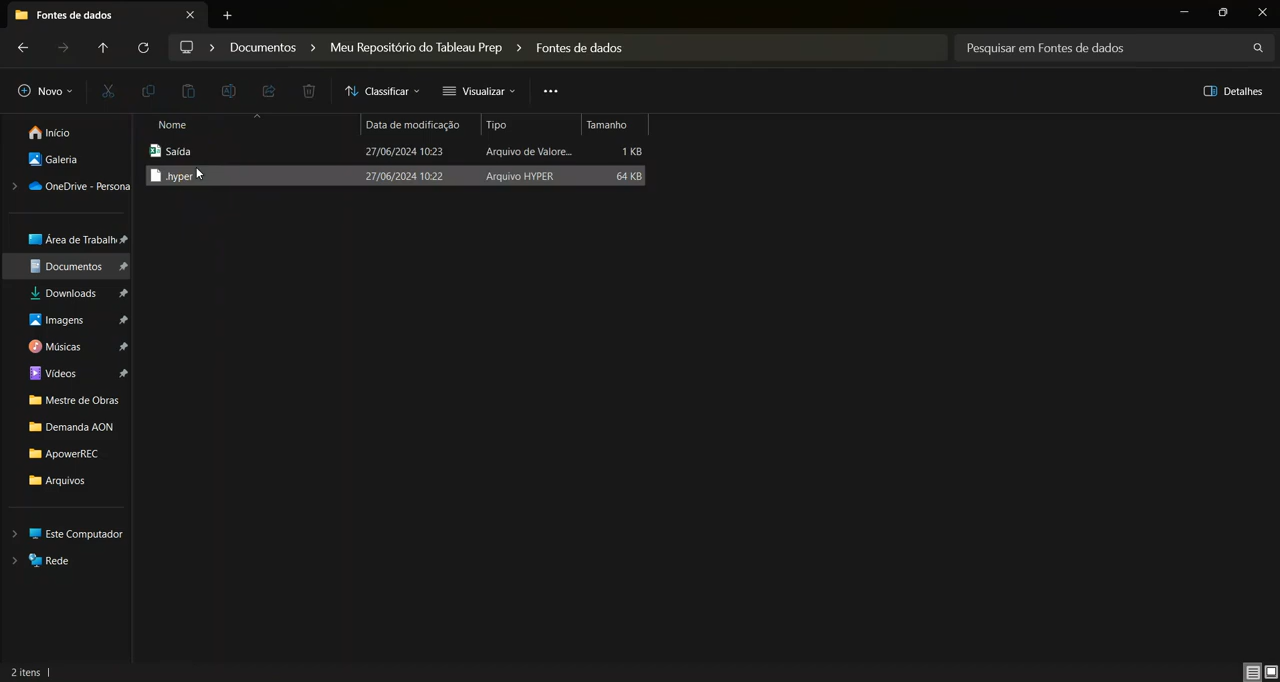 Fontes de dados
Documentos > Meu Repositório do Tableau Prep > Fontes de dados
Pesquisar em Fontes de dados
Novo
Classificar
Visualizar
Detalhes
Nome Data de modificação Tipo Tamanho
Saída 27/06/2024 10:23 Arquivo de Valore... 1 KB
.hyper 27/06/2024 10:22 Arquivo HYPER 64 KB
Início
Galeria
OneDrive - Persona
Área de Trabalh
Documentos
Downloads
Imagens
Músicas
Vídeos
Mestre de Obras
Demanda AON
ApowerREC
Arquivos
Este Computador
Rede
2 itens